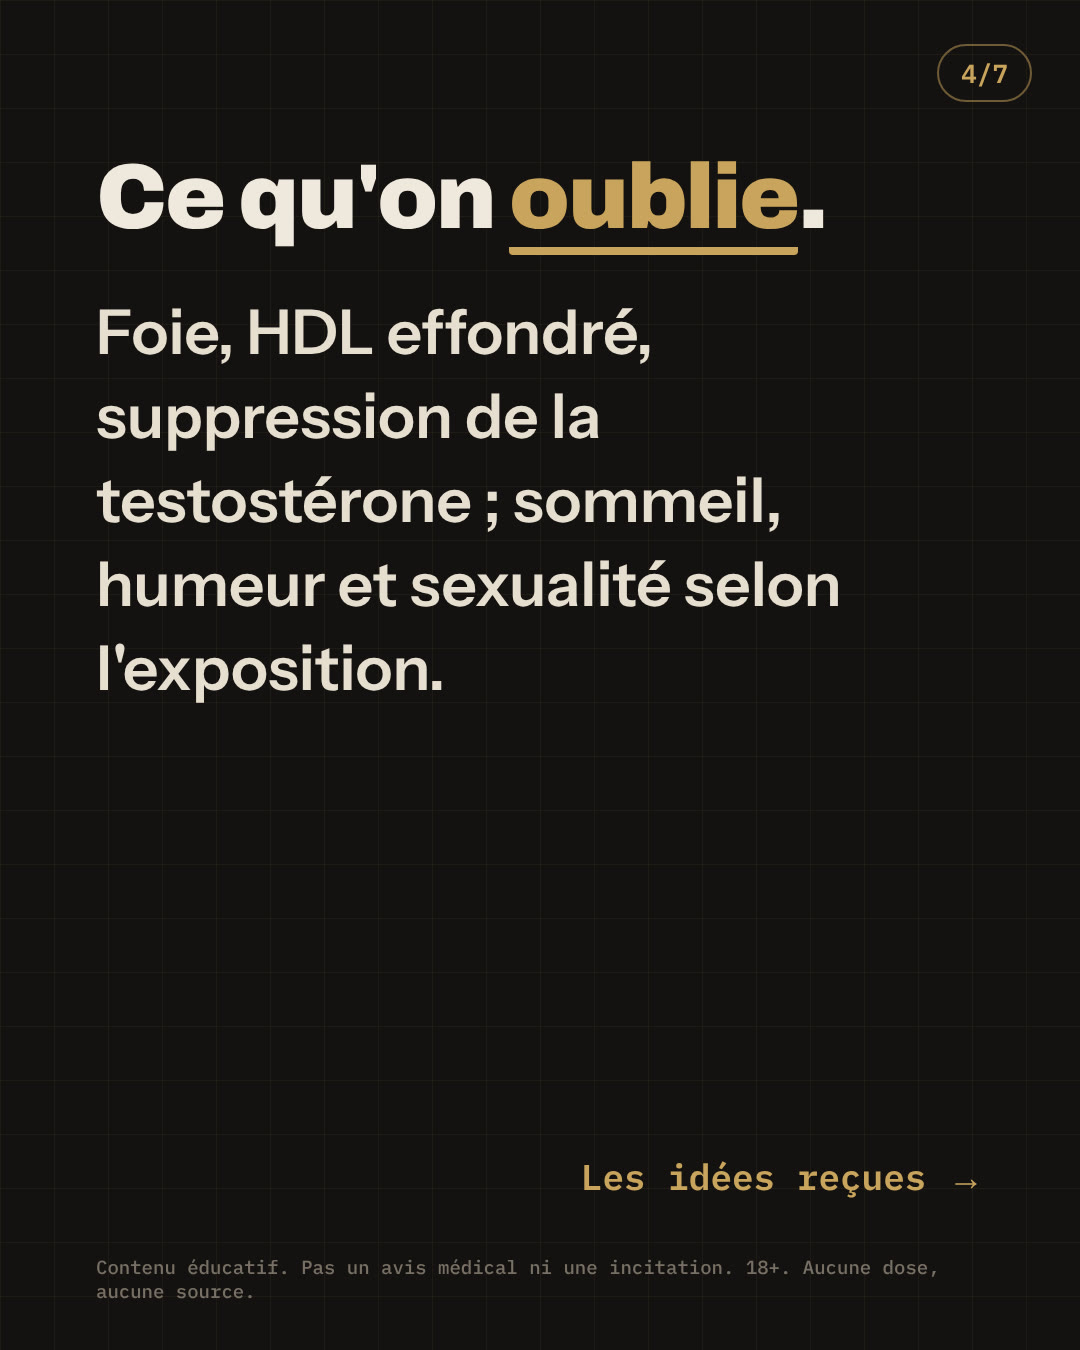 4/7
Ce qu'on oublie.
Foie, HDL effondré,
suppression de la
testostérone ; sommeil,
humeur et sexualité selon
l'exposition.
Les idées reçues →
Contenu éducatif. Pas un avis médical ni une incitation. 18+. Aucune dose,
aucune source.